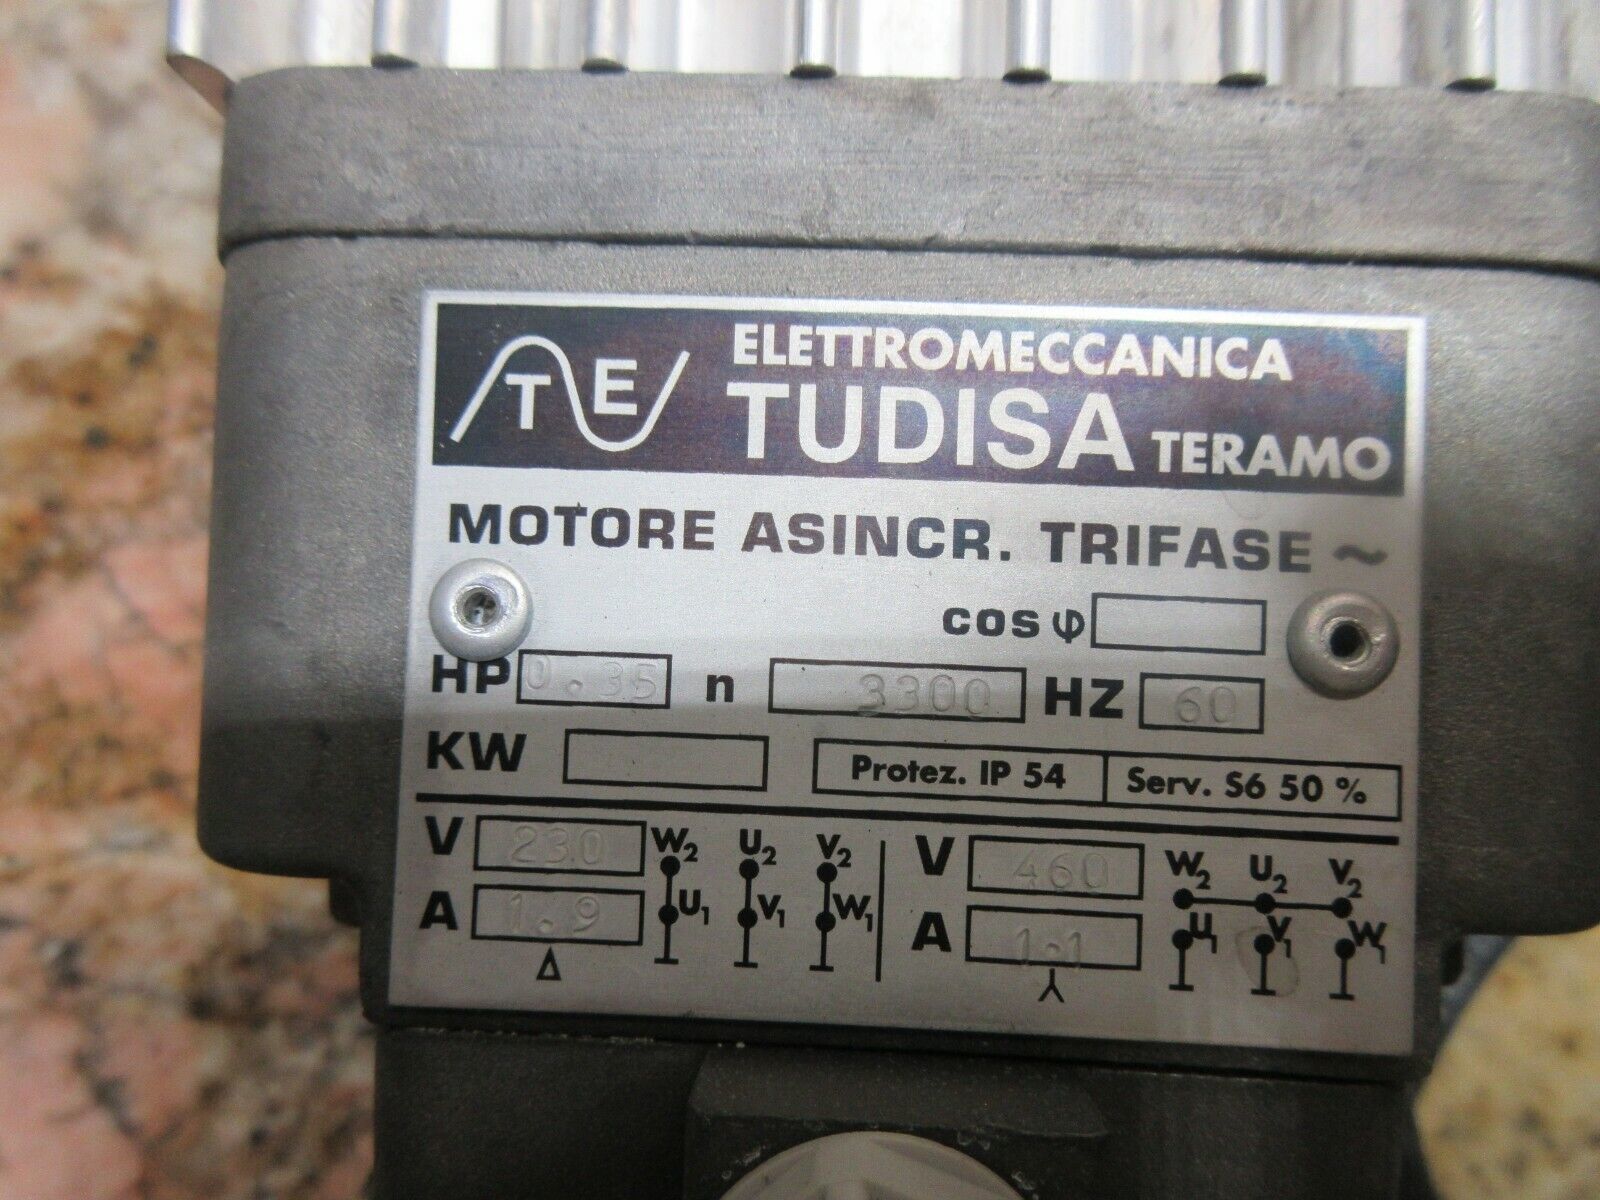 TE ELETTROMECCANICA
TUDISA TERAMO
MOTORE ASINCR. TRIFASE ~
cos φ
HP 0.35 n 3300 HZ 60
KW Protez. IP 54 Serv. S6 50 %
V 230 W2 U2 V2 V 460 W2 U2 V2
A 1.9 U1 V1 W1 A 1.1 U1 V1 W1
Δ